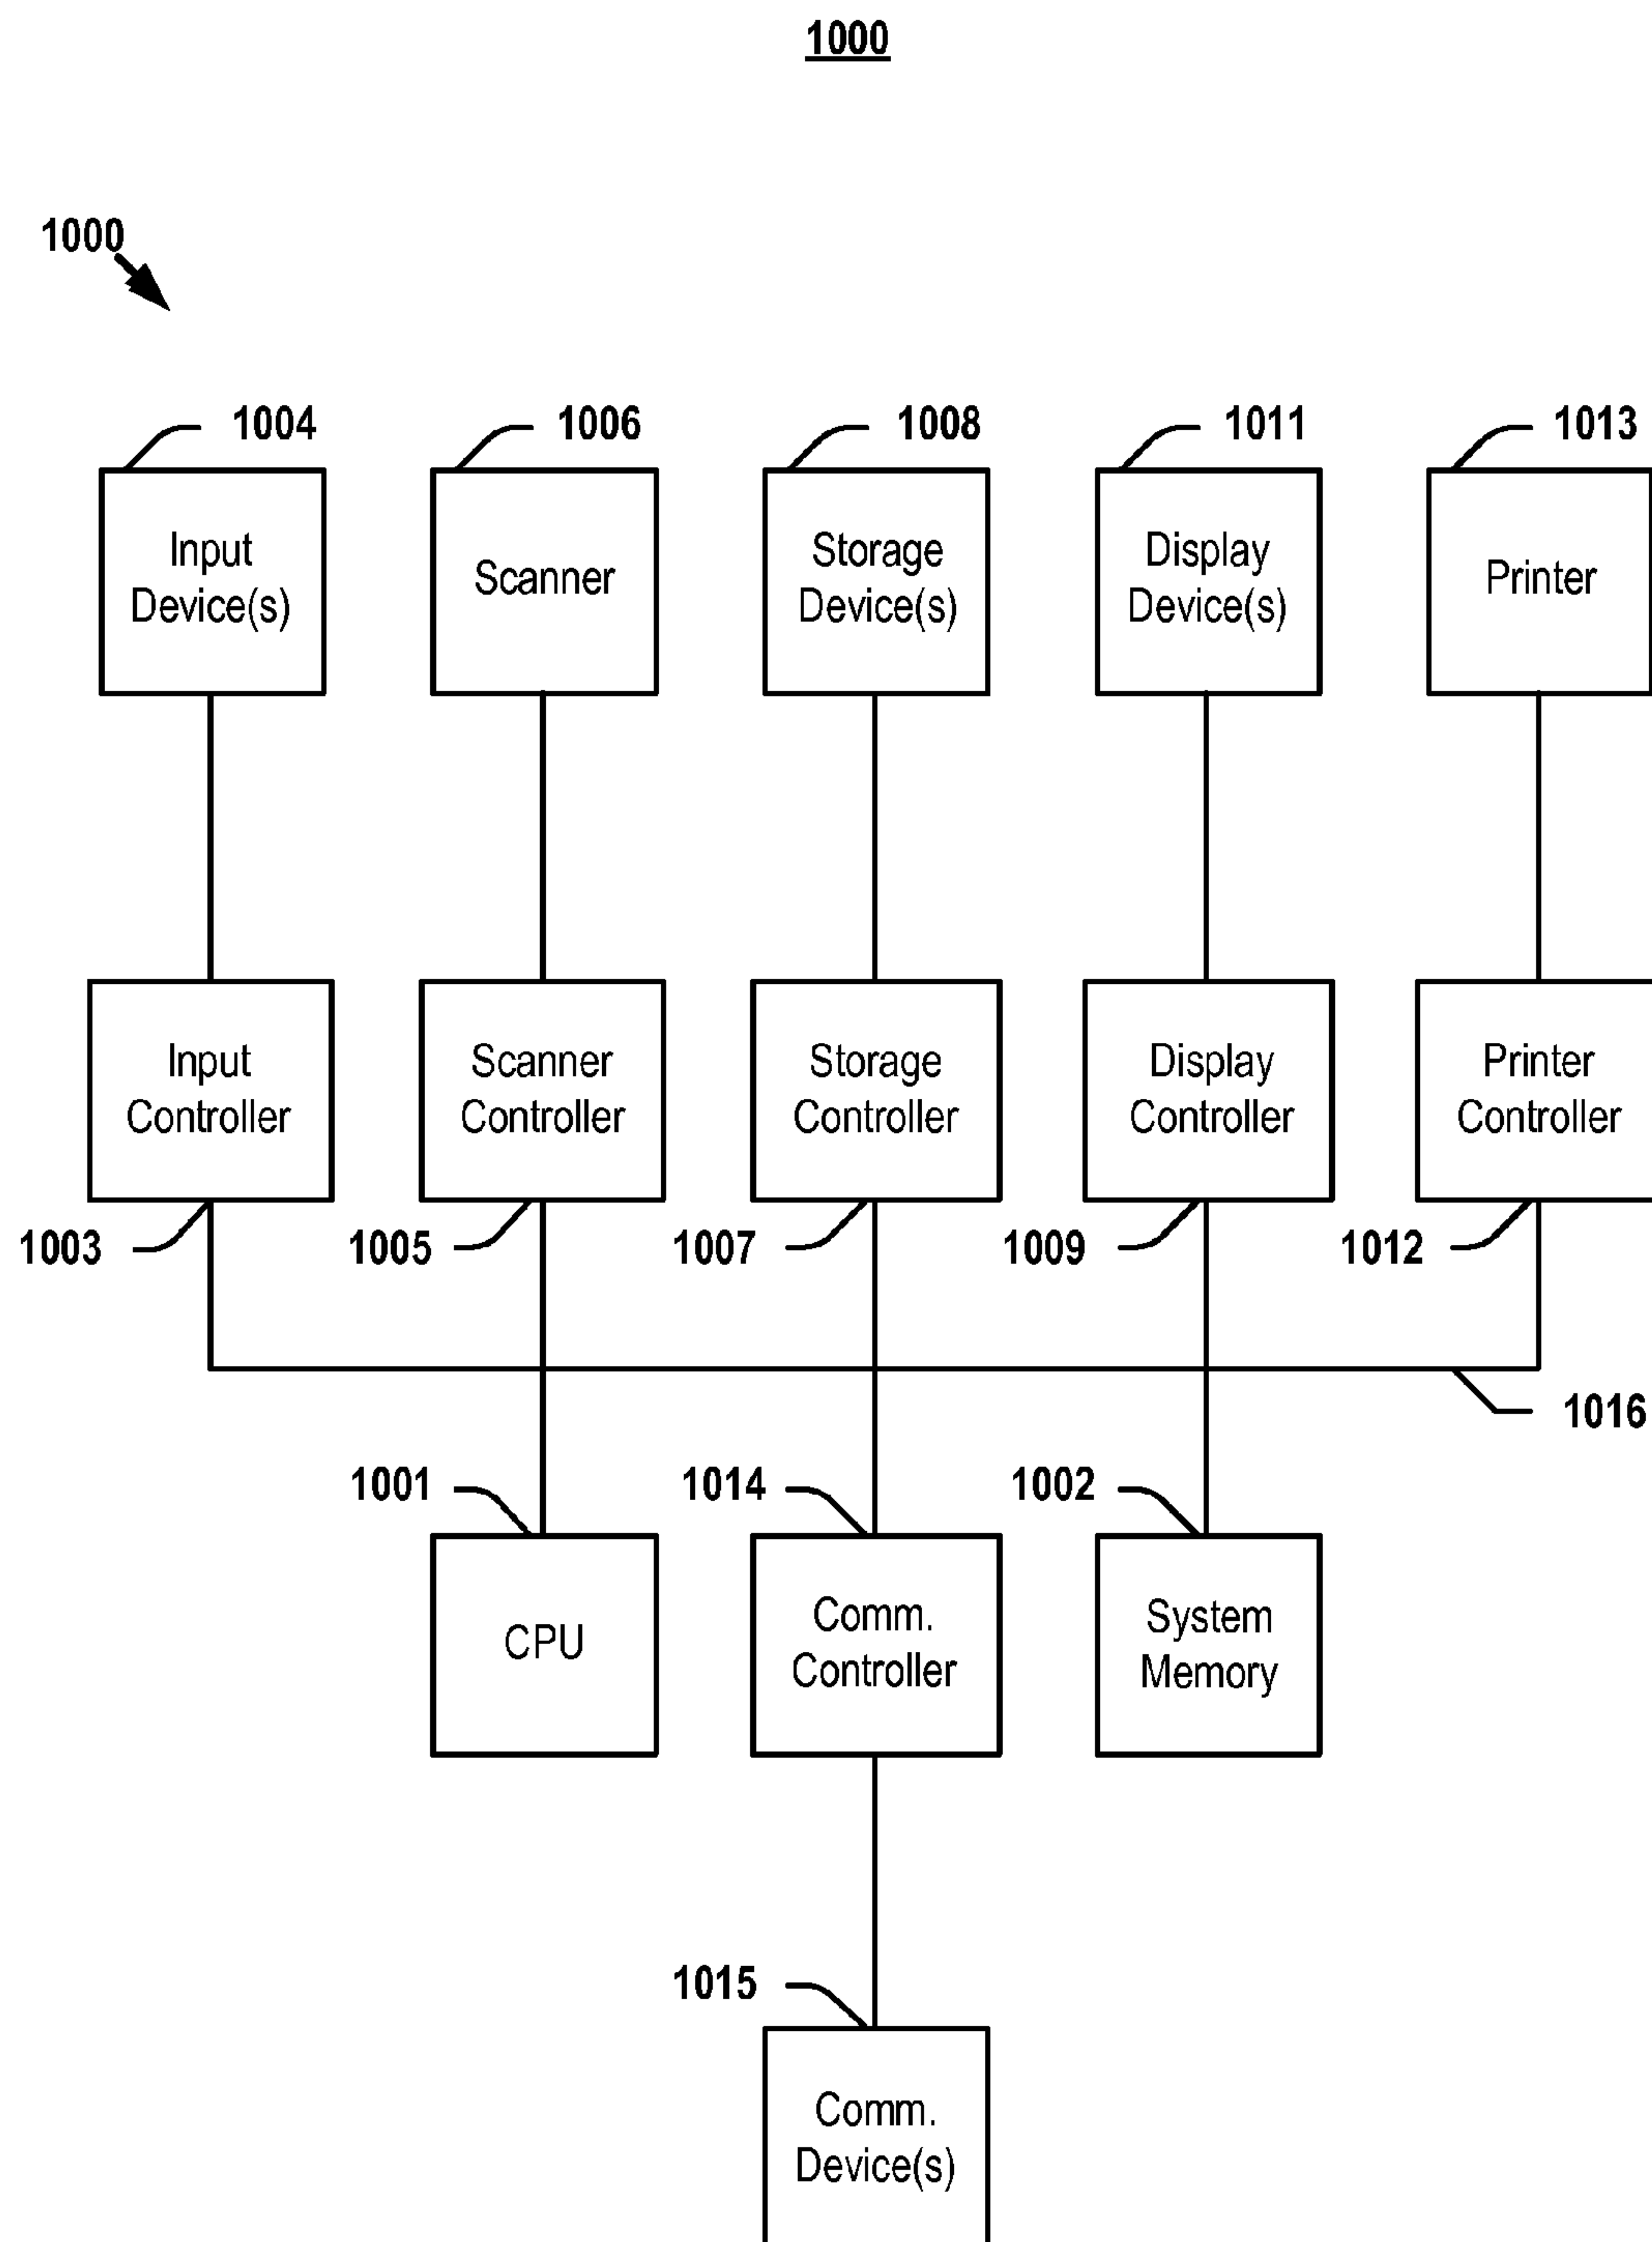 1000
1000
1004
1006
1008
1011
1013
Input
Device(s)
Scanner
Storage
Device(s)
Display
Device(s)
Printer
Input
Controller
Scanner
Controller
Storage
Controller
Display
Controller
Printer
Controller
1003
1005
1007
1009
1012
1016
1001
1014
1002
CPU
Comm.
Controller
System
Memory
1015
Comm.
Device(s)